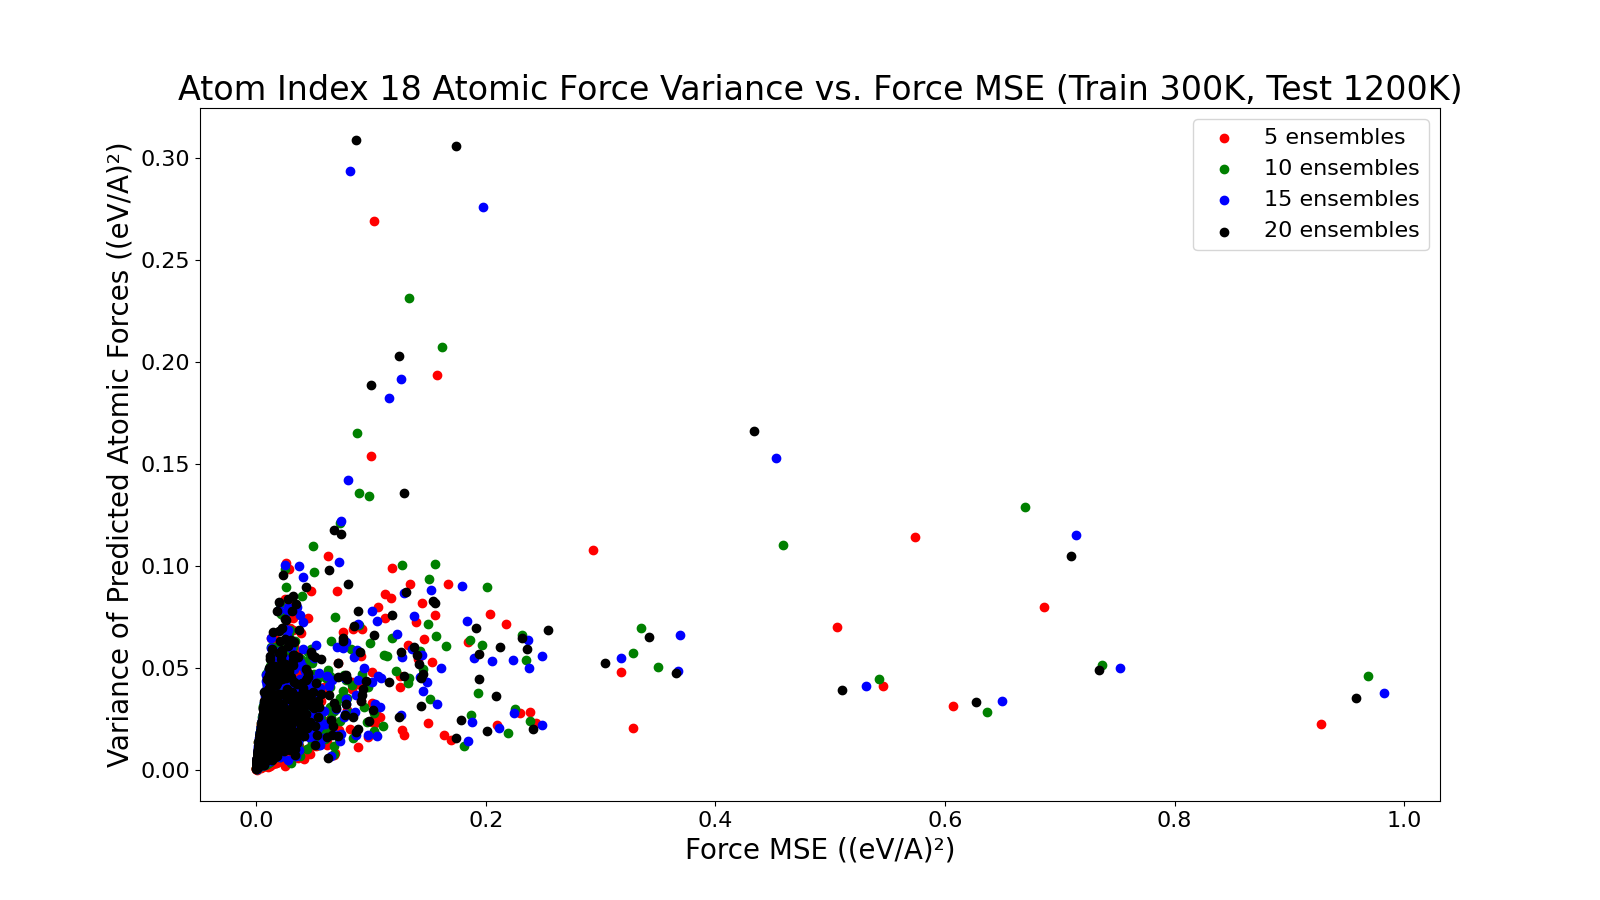 Atom Index 18 Atomic Force Variance vs. Force MSE (Train 300K, Test 1200K)
Variance of Predicted Atomic Forces ((eV/A)²)
0.30
0.25
0.20
0.15
0.10
0.05
0.00
5 ensembles
10 ensembles
15 ensembles
20 ensembles
0.0 0.2 0.4 0.6 0.8 1.0
Force MSE ((eV/A)²)